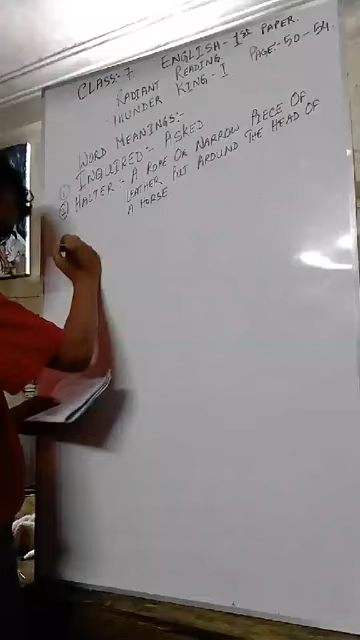 CLASS:- 7. ENGLISH - 1st PAPER.
RADIANT READING. PAGE:- 50-54.
THUNDER KING - I
WORD MEANINGS:-
① INQUIRED :- ASKED
② HALTER :- A ROPE OR NARROW PIECE OF
LEATHER PUT AROUND THE HEAD OF
A HORSE.